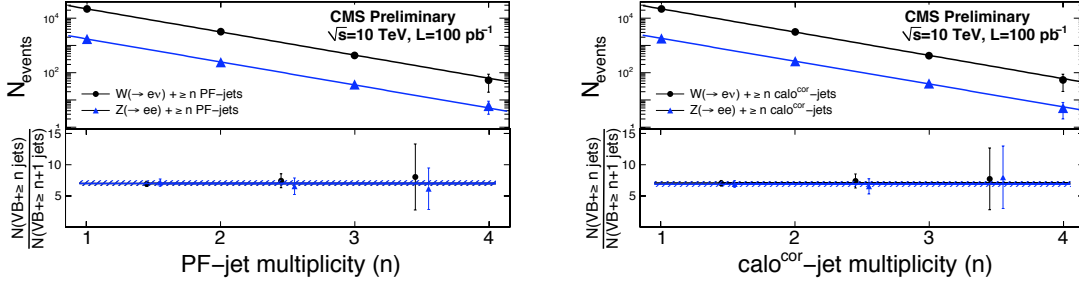 CMS Preliminary
√s=10 TeV, L=100 pb⁻¹
N_events
10⁴
10²
1
W(→ eν) + ≥ n PF−jets
Z(→ ee) + ≥ n PF−jets
N(VB+≥ n jets)
N(VB+≥ n+1 jets)
15
10
5
1 2 3 4
PF−jet multiplicity (n)
CMS Preliminary
√s=10 TeV, L=100 pb⁻¹
N_events
10⁴
10²
1
W(→ eν) + ≥ n calo^cor−jets
Z(→ ee) + ≥ n calo^cor−jets
N(VB+≥ n jets)
N(VB+≥ n+1 jets)
15
10
5
1 2 3 4
calo^cor−jet multiplicity (n)